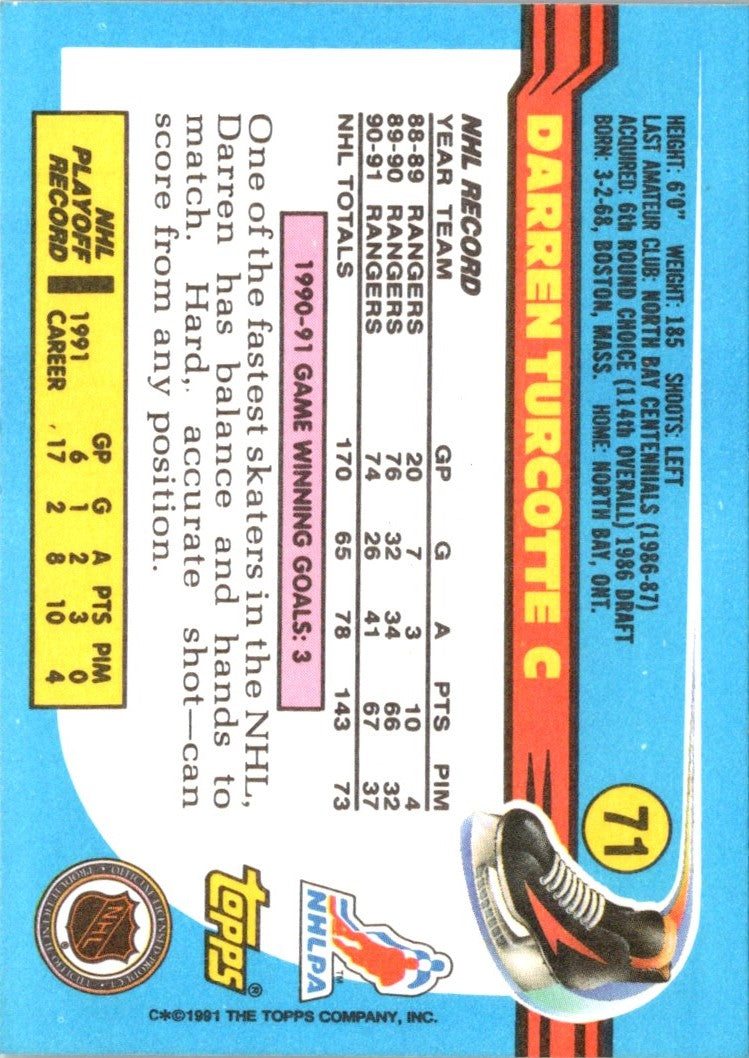 HEIGHT: 6'0" WEIGHT: 185 SHOOTS: LEFT
LAST AMATEUR CLUB: NORTH BAY CENTENNIALS (1986-87)
ACQUIRED: 6th ROUND CHOICE (114th OVERALL) 1986 DRAFT
BORN: 3-2-68, BOSTON, MASS. HOME: NORTH BAY, ONT.
71
DARREN TURCOTTE C
NHL RECORD
YEAR TEAM GP G A PTS PIM
88-89 RANGERS 20 7 3 10 4
89-90 RANGERS 76 32 34 66 32
90-91 RANGERS 74 26 41 67 37
NHL TOTALS 170 65 78 143 73
1990-91 GAME WINNING GOALS: 3
One of the fastest skaters in the NHL,
Darren has balance and hands to
match. Hard, accurate shot—can
score from any position.
NHL
PLAYOFF
RECORD
GP G A PTS PIM
1991 6 1 2 3 0
CAREER 17 2 8 10 4
NHLPA
TM
topps®
NHL
®
OFFICIAL LICENSED PRODUCT
C✻©1991 THE TOPPS COMPANY, INC.